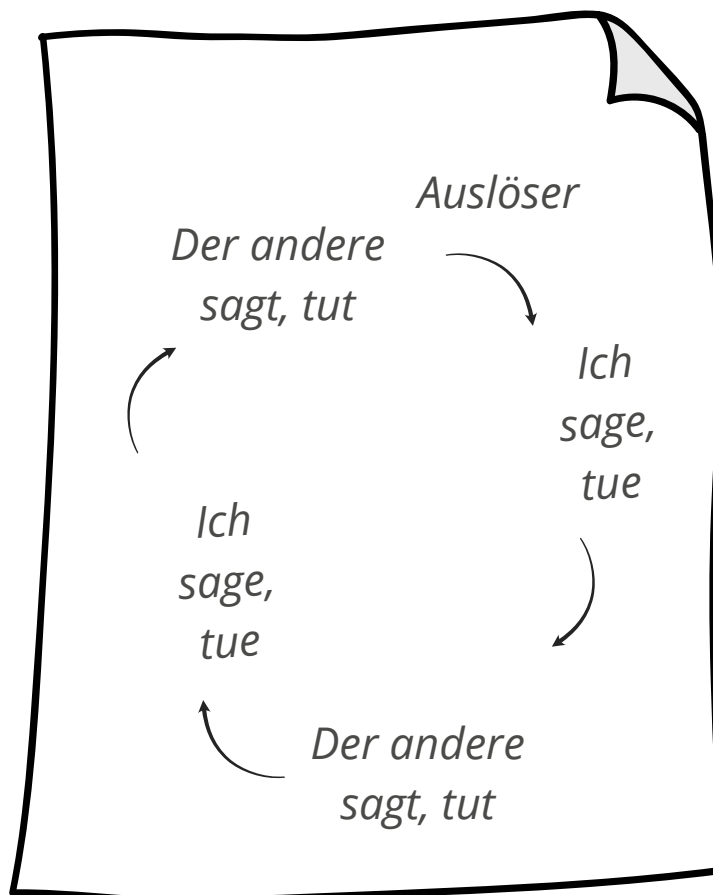 Auslöser
Der andere
sagt, tut
Ich
sage,
tue
Der andere
sagt, tut
Ich
sage,
tue